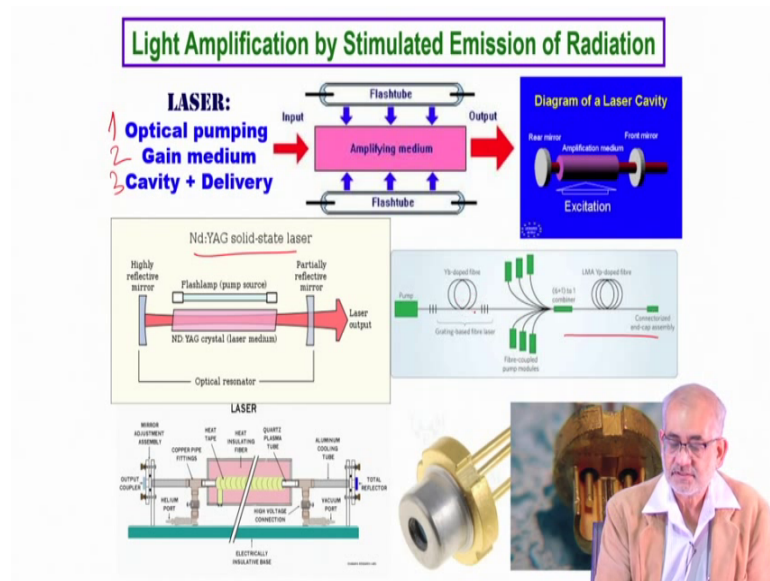 Light Amplification by Stimulated Emission of Radiation
LASER:
1 Optical pumping
2 Gain medium
3 Cavity + Delivery
Flashtube
Input
Output
Amplifying medium
Flashtube
Diagram of a Laser Cavity
Rear mirror
Front mirror
Amplification medium
Excitation
Nd:YAG solid-state laser
Highly
reflective
mirror
Partially
reflective
mirror
Flashlamp (pump source)
Laser
output
ND: YAG crystal (laser medium)
Optical resonator
Pump
Yb-doped fibre
Grating-based fibre laser
Fibre-coupled
pump modules
(6+1) to 1
combiner
LMA Yb-doped fibre
Connectorized
end-cap assembly
LASER
MIRROR
ADJUSTMENT
ASSEMBLY
COPPER PIPE
FITTINGS
HEAT
TAPE
HEAT
INSULATING
FIBER
QUARTZ
PLASMA
TUBE
ALUMINUM
COOLING
TUBE
OUTPUT
COUPLER
TOTAL
REFLECTOR
HELIUM
PORT
HIGH VOLTAGE
CONNECTION
VACUUM
PORT
ELECTRICALLY
INSULATIVE BASE